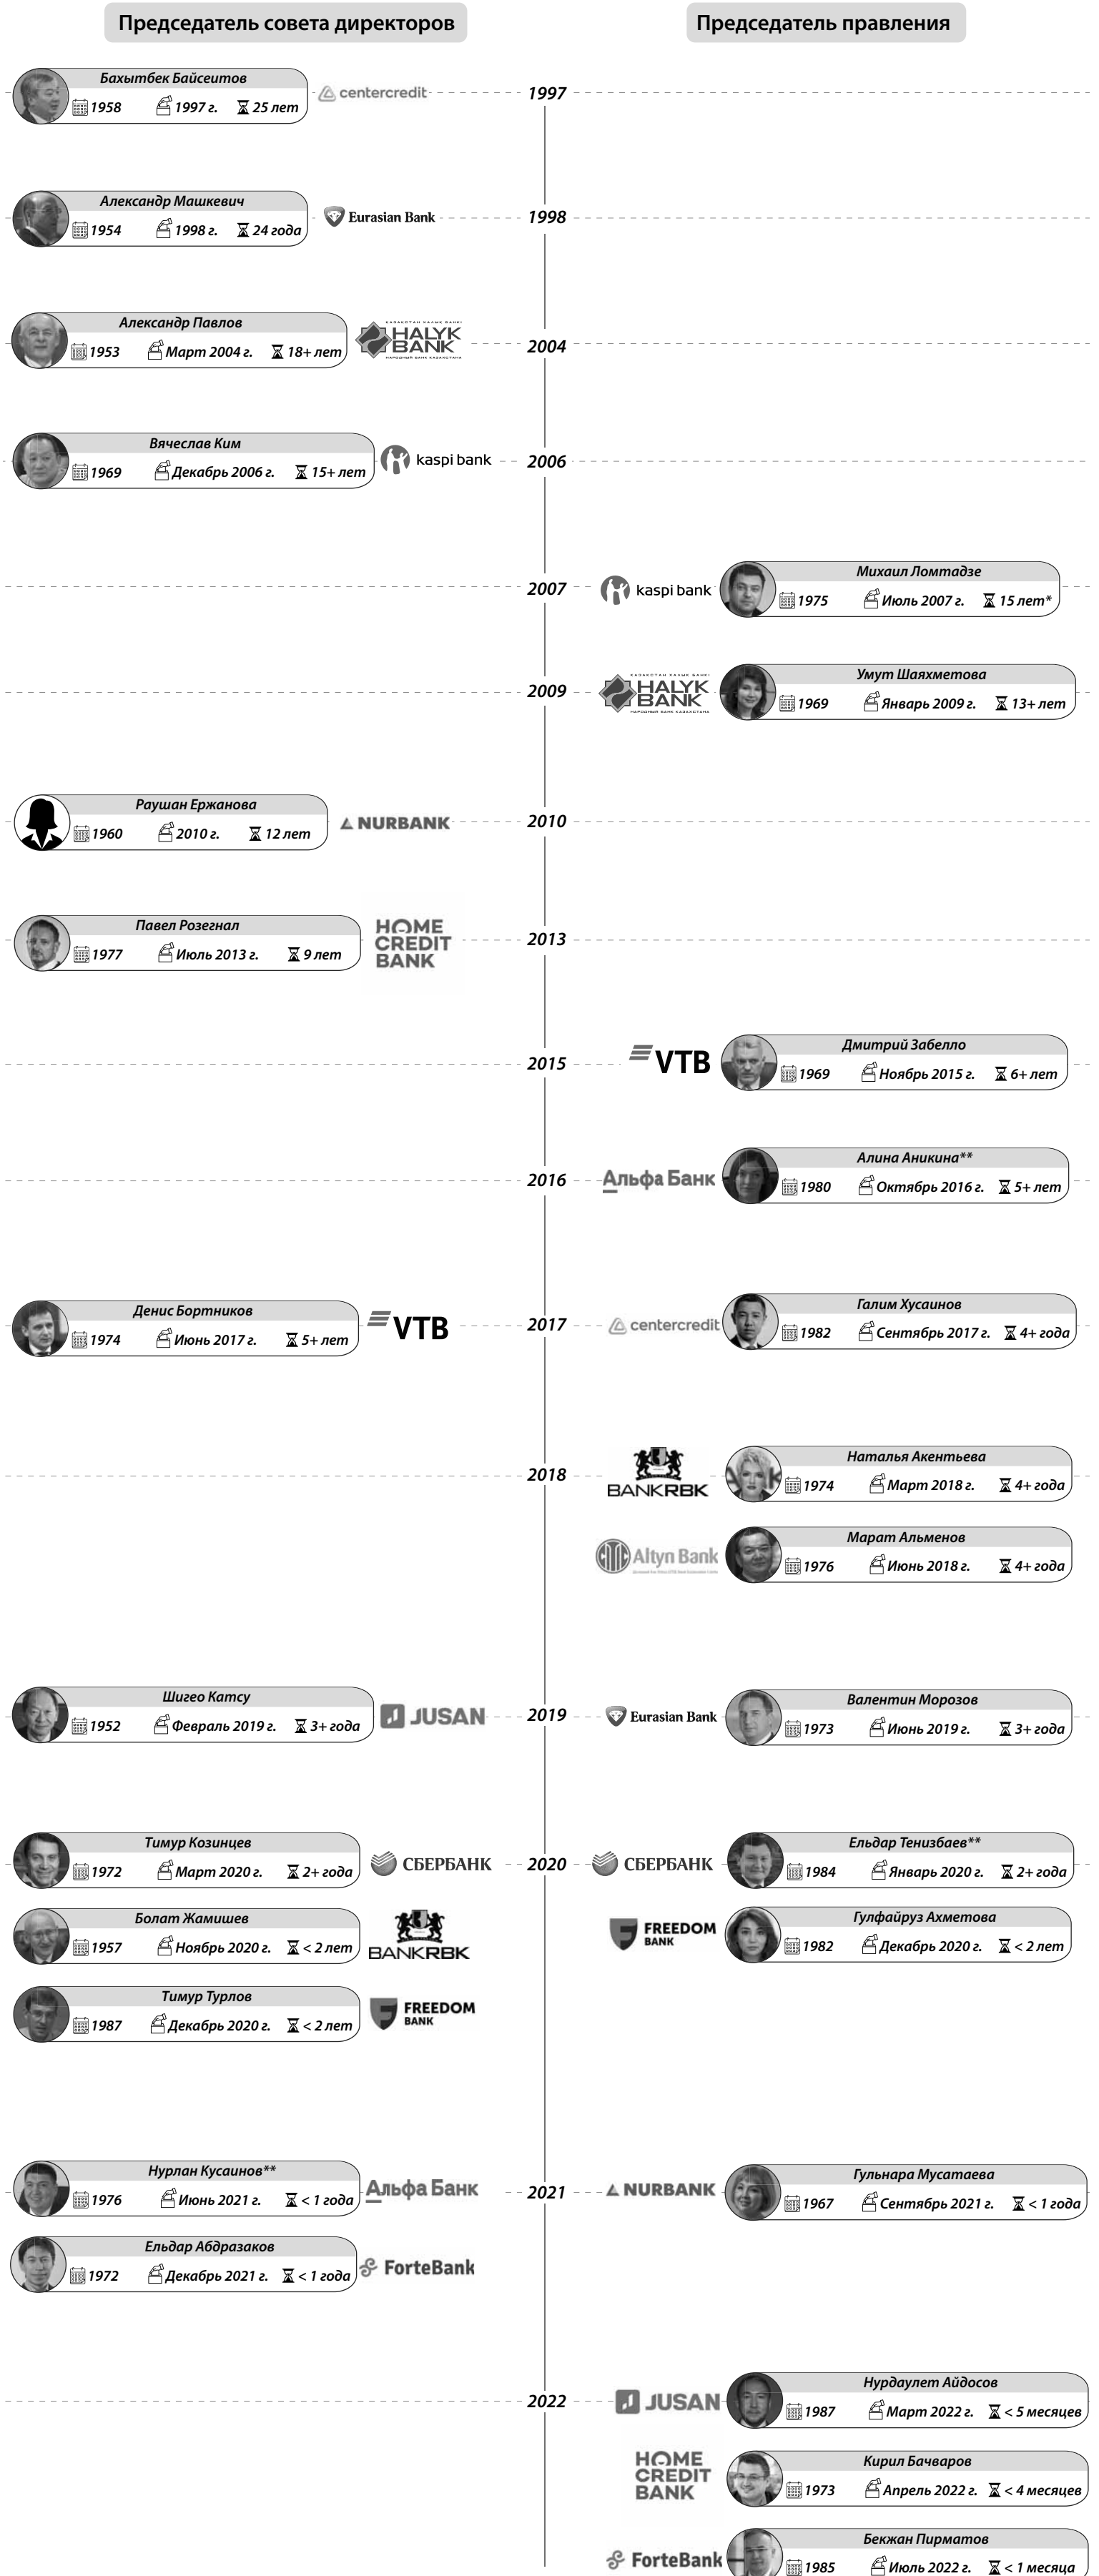 Председатель совета директоров
Председатель правления
Бахытбек Байсеитов
1958 1997 г. 25 лет
centercredit
1997
Александр Машкевич
1954 1998 г. 24 года
Eurasian Bank
1998
Александр Павлов
1953 Март 2004 г. 18+ лет
ҚАЗАҚСТАН ХАЛЫҚ БАНКІ
HALYK
BANK
НАРОДНЫЙ БАНК КАЗАХСТАНА
2004
Вячеслав Ким
1969 Декабрь 2006 г. 15+ лет
kaspi bank
2006
2007
kaspi bank
Михаил Ломтадзе
1975 Июль 2007 г. 15 лет*
2009
ҚАЗАҚСТАН ХАЛЫҚ БАНКІ
HALYK
BANK
НАРОДНЫЙ БАНК КАЗАХСТАНА
Умут Шаяхметова
1969 Январь 2009 г. 13+ лет
Раушан Ержанова
1960 2010 г. 12 лет
NURBANK
2010
Павел Розегнал
1977 Июль 2013 г. 9 лет
HOME
CREDIT
BANK
2013
2015
VTB
Дмитрий Забелло
1969 Ноябрь 2015 г. 6+ лет
2016
Альфа Банк
Алина Аникина**
1980 Октябрь 2016 г. 5+ лет
Денис Бортников
1974 Июнь 2017 г. 5+ лет
VTB
2017
centercredit
Галим Хусаинов
1982 Сентябрь 2017 г. 4+ года
2018
BANKRBK
Наталья Акентьева
1974 Март 2018 г. 4+ года
Altyn Bank
Марат Альменов
1976 Июнь 2018 г. 4+ года
Шигео Катсу
1952 Февраль 2019 г. 3+ года
JUSAN
2019
Eurasian Bank
Валентин Морозов
1973 Июнь 2019 г. 3+ года
Тимур Козинцев
1972 Март 2020 г. 2+ года
СБЕРБАНК
2020
СБЕРБАНК
Ельдар Тенизбаев**
1984 Январь 2020 г. 2+ года
Болат Жамишев
1957 Ноябрь 2020 г. < 2 лет
BANKRBK
FREEDOM
BANK
Гулфайруз Ахметова
1982 Декабрь 2020 г. < 2 лет
Тимур Турлов
1987 Декабрь 2020 г. < 2 лет
FREEDOM
BANK
Нурлан Кусаинов**
1976 Июнь 2021 г. < 1 года
Альфа Банк
2021
NURBANK
Гульнара Мусатаева
1967 Сентябрь 2021 г. < 1 года
Ельдар Абдразаков
1972 Декабрь 2021 г. < 1 года
ForteBank
2022
JUSAN
Нурдаулет Айдосов
1987 Март 2022 г. < 5 месяцев
HOME
CREDIT
BANK
Кирил Бачваров
1973 Апрель 2022 г. < 4 месяцев
ForteBank
Бекжан Пирматов
1985 Июль 2022 г. < 1 месяца